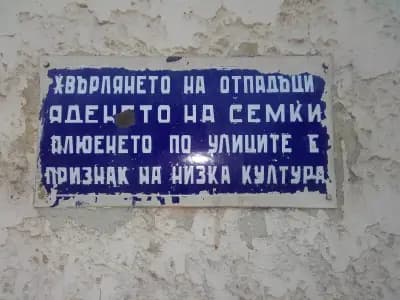 ХВЪРЛЯНЕТО НА ОТПАДЪЦИ
ЯДЕНЕТО НА СЕМКИ
ПЛЮЕНЕТО ПО УЛИЦИТЕ Е
ПРИЗНАК НА НИЗКА КУЛТУРА